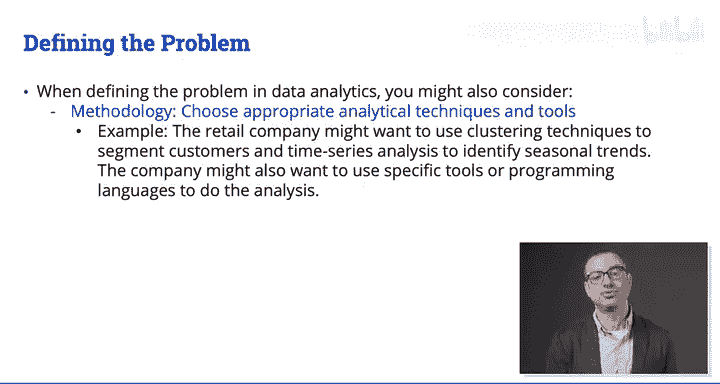 Defining the Problem
• When defining the problem in data analytics, you might also consider:
- Methodology: Choose appropriate analytical techniques and tools
• Example: The retail company might want to use clustering techniques to
segment customers and time-series analysis to identify seasonal trends.
The company might also want to use specific tools or programming
languages to do the analysis.